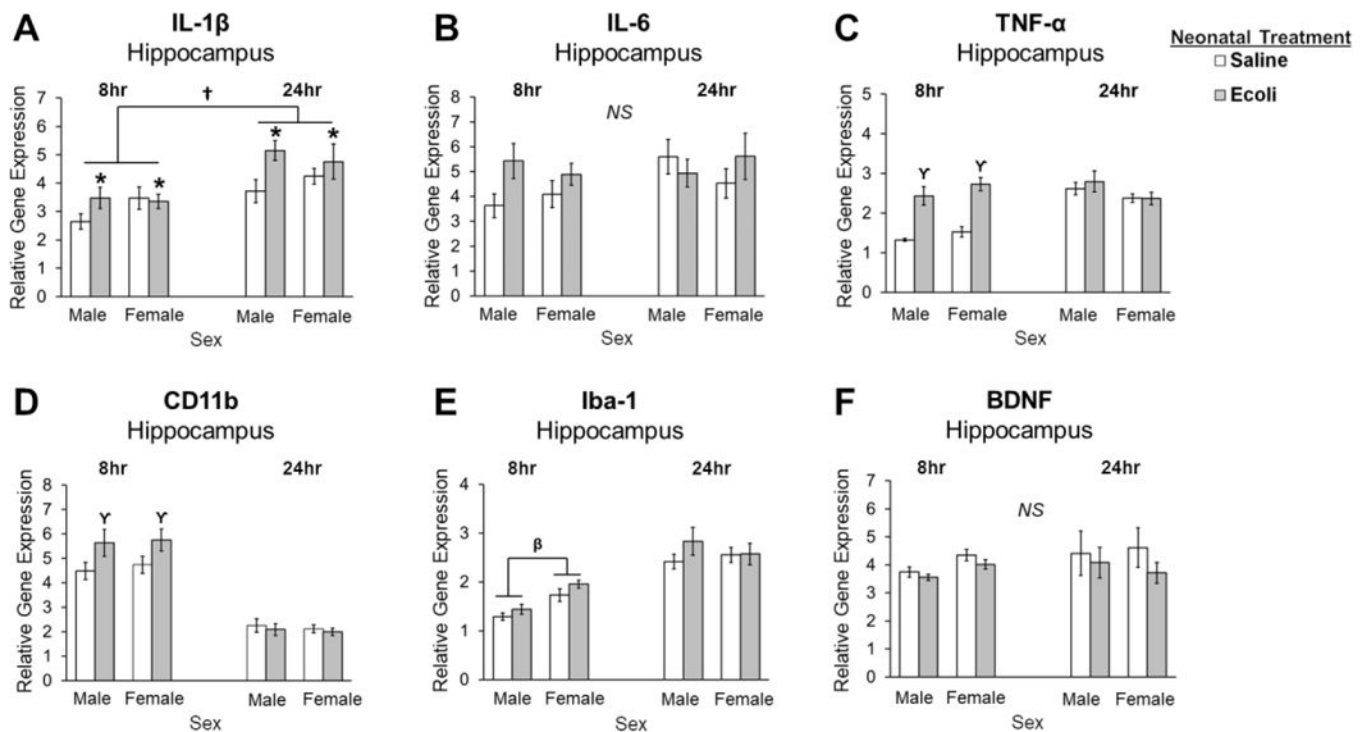 A
IL-1β
Hippocampus
8hr
†
24hr
* * * *
Relative Gene Expression
7
6
5
4
3
2
1
0
Male Female Male Female
Sex
B
IL-6
Hippocampus
8hr
NS
24hr
Relative Gene Expression
8
7
6
5
4
3
2
1
0
Male Female Male Female
Sex
C
TNF-α
Hippocampus
8hr
24hr
ϒ ϒ
Relative Gene Expression
5
4
3
2
1
0
Male Female Male Female
Sex
Neonatal Treatment
Saline
Ecoli
D
CD11b
Hippocampus
8hr
24hr
ϒ ϒ
Relative Gene Expression
8
7
6
5
4
3
2
1
0
Male Female Male Female
Sex
E
Iba-1
Hippocampus
8hr
24hr
β
Relative Gene Expression
4
3
2
1
0
Male Female Male Female
Sex
F
BDNF
Hippocampus
8hr
24hr
NS
Relative Gene Expression
7
6
5
4
3
2
1
0
Male Female Male Female
Sex